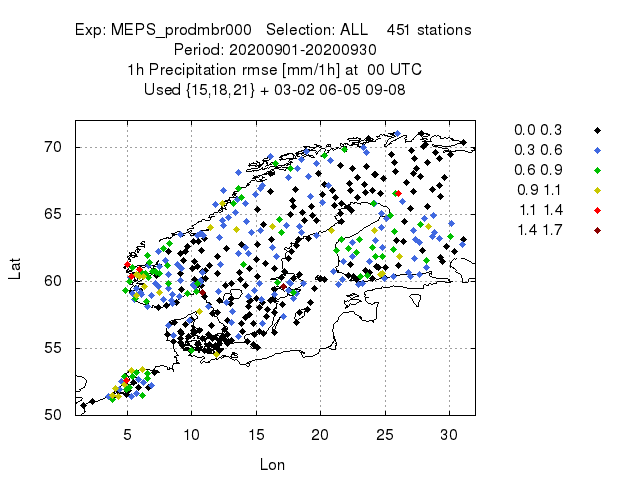 Exp: MEPS_prodmbr000 Selection: ALL 451 stations
Period: 20200901-20200930
1h Precipitation rmse [mm/1h] at 00 UTC
Used {15,18,21} + 03-02 06-05 09-08
0.0 0.3
0.3 0.6
0.6 0.9
0.9 1.1
1.1 1.4
1.4 1.7
70
65
60
55
50
Lat
5 10 15 20 25 30
Lon